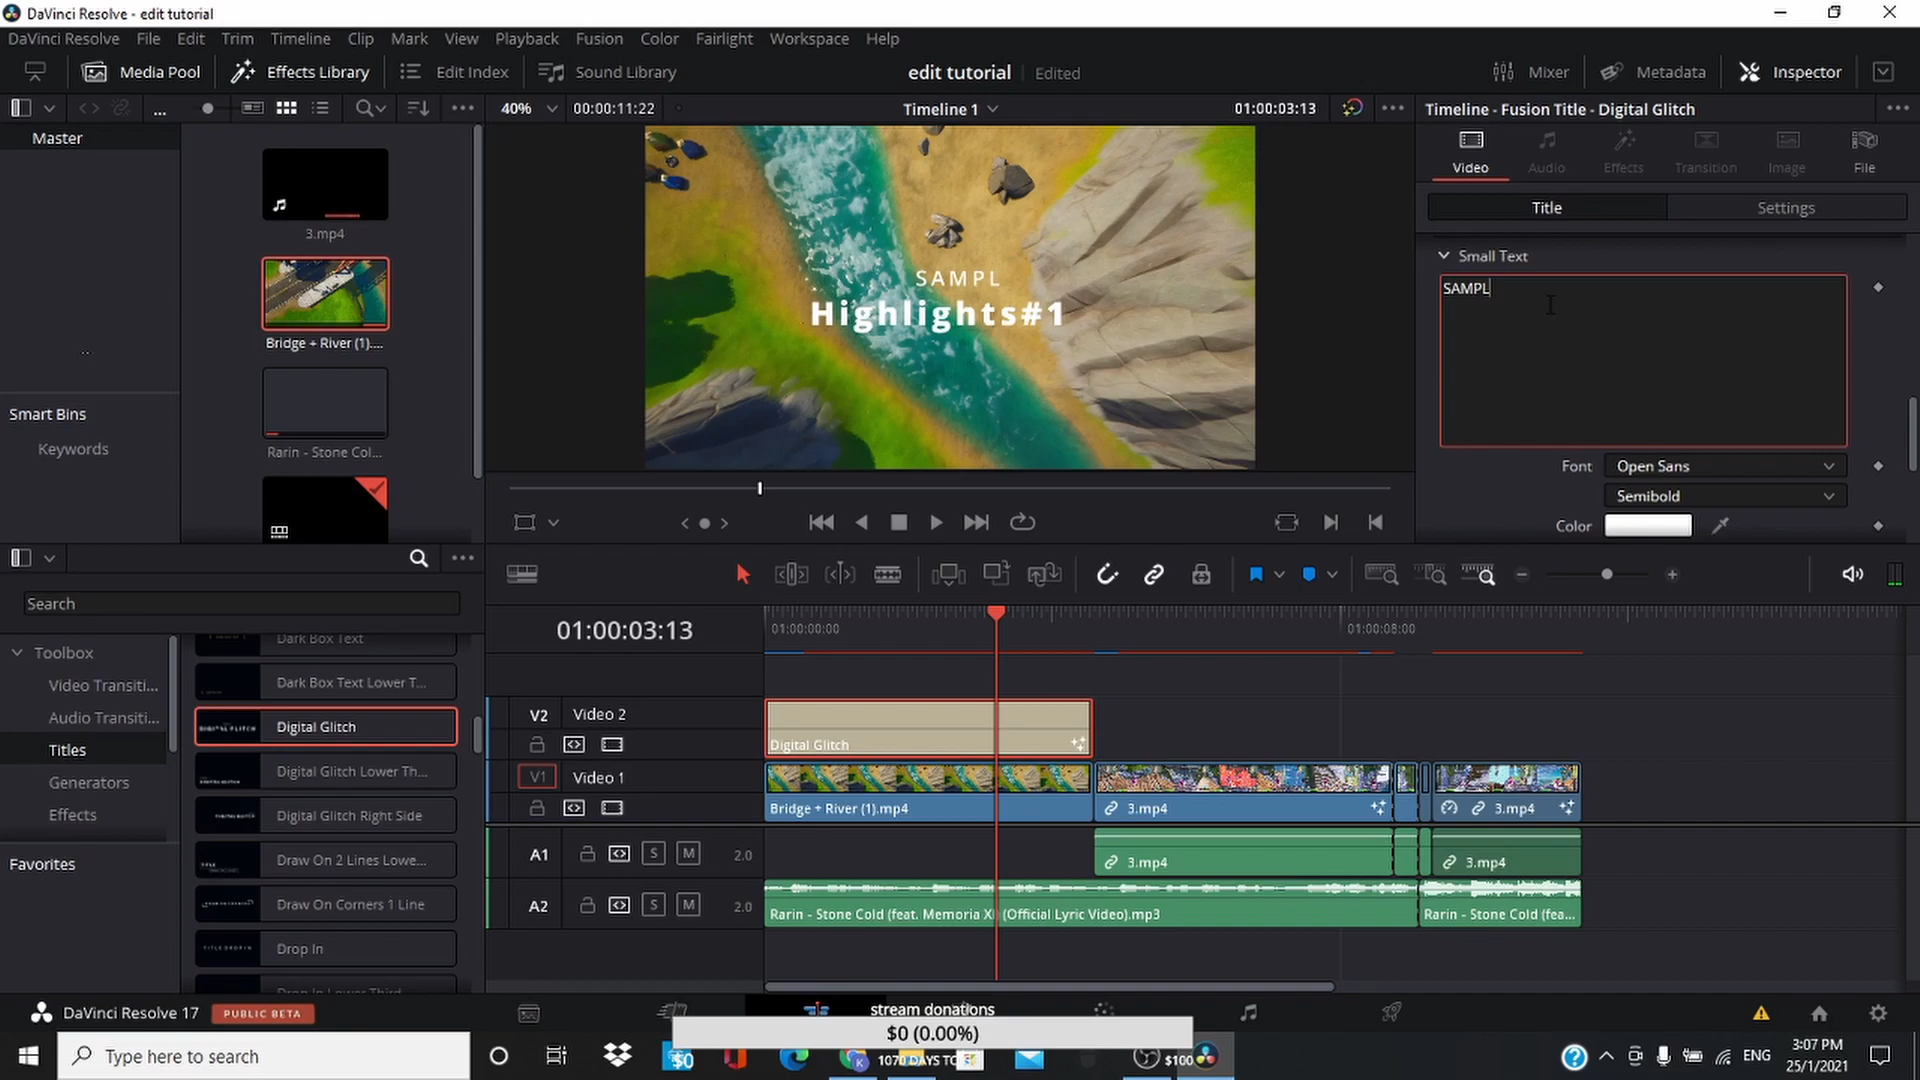 DaVinci Resolve - edit tutorial
DaVinci Resolve File Edit Trim Timeline Clip Mark View Playback Fusion Color Fairlight Workspace Help
Media Pool Effects Library Edit Index Sound Library edit tutorial Edited Mixer Metadata Inspector
... 40% 00:00:11:22 Timeline 1 01:00:03:13 Timeline - Fusion Title - Digital Glitch
Master
Video Audio Effects Transition Image File
Title Settings
3.mp4
Small Text
SAMPL
SAMPL
Highlights#1
Bridge + River (1)....
Smart Bins
Keywords
Rarin - Stone Col...
Font Open Sans
Semibold
Color
Search
01:00:03:13
01:00:00:00
01:00:08:00
Toolbox
Video Transiti...
Audio Transiti...
Titles
Generators
Effects
Favorites
Dark Box Text
Dark Box Text Lower T...
Digital Glitch
Digital Glitch Lower Th...
Digital Glitch Right Side
Draw On 2 Lines Lowe...
Draw On Corners 1 Line
Drop In
V2 Video 2
Digital Glitch
V1 Video 1
Bridge + River (1).mp4
3.mp4
3.mp4
A1 S M 2.0
3.mp4
3.mp4
A2 S M 2.0
Rarin - Stone Cold (feat. Memoria X) (Official Lyric Video).mp3
Rarin - Stone Cold (fea...
DaVinci Resolve 17 PUBLIC BETA
stream donations
$0 (0.00%)
Type here to search
$0
1070 DAYS TO
$100
ENG
3:07 PM
25/1/2021